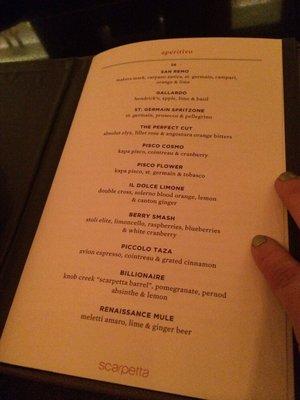 aperitivo
16
SAN REMO
makers mark, carpano antica, st. germain, campari,
orange & lime
GALLARDO
hendrick's, apple, lime & basil
ST. GERMAIN SPRITZONE
st. germain, prosecco & pellegrino
THE PERFECT CUT
absolut elyx, lillet rose & angostura orange bitters
PISCO COSMO
kapa pisco, cointreau & cranberry
PISCO FLOWER
kapa pisco, st. germain & tobasco
IL DOLCE LIMONE
double cross, solerno blood orange, lemon
& canton ginger
BERRY SMASH
stoli elite, limoncello, raspberries, blueberries
& white cranberry
PICCOLO TAZA
avion espresso, cointreau & grated cinnamon
BILLIONAIRE
knob creek "scarpetta barrel", pomegranate, pernod
absinthe & lemon
RENAISSANCE MULE
meletti amaro, lime & ginger beer
scarpetta